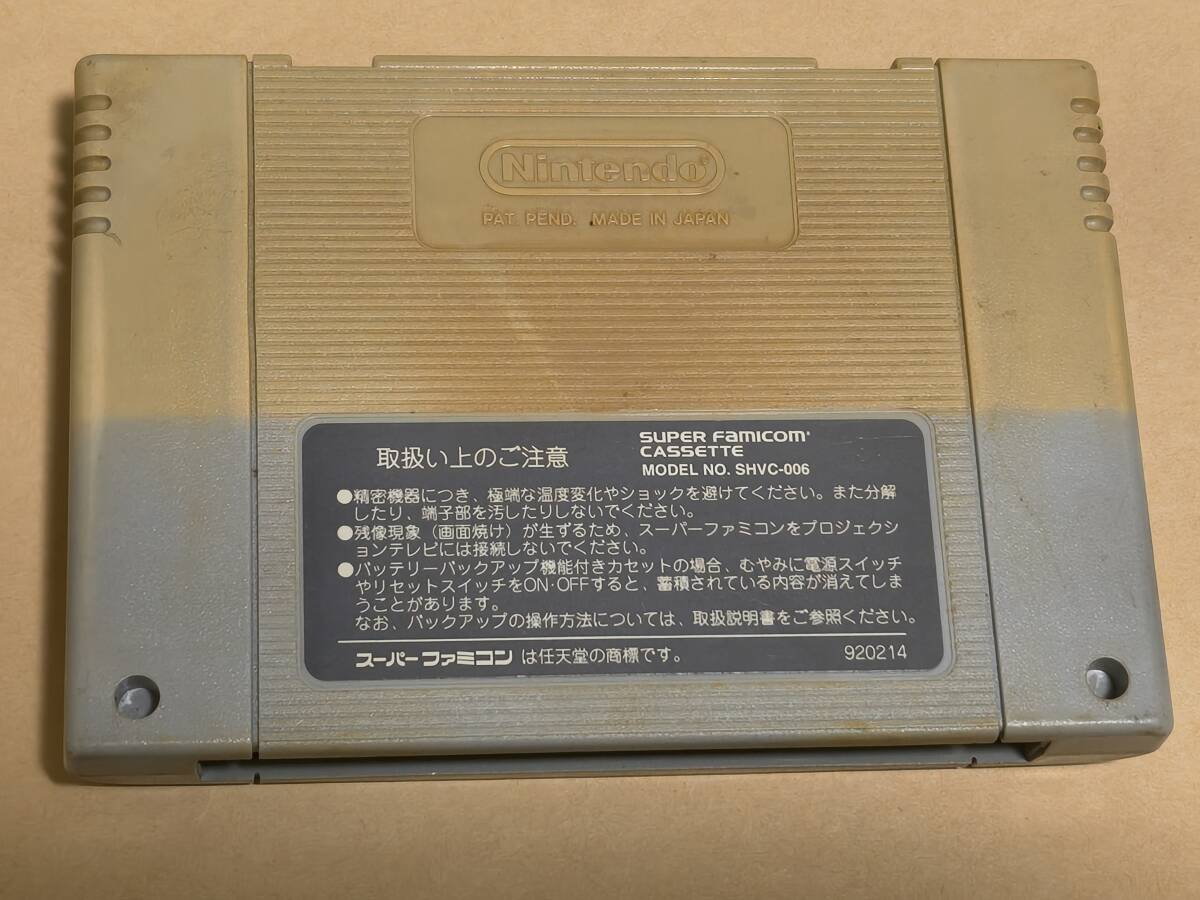 Nintendo®
PAT. PEND. MADE IN JAPAN
取扱い上のご注意
SUPER FAMICOM
CASSETTE
MODEL NO. SHVC-006
●精密機器につき、極端な温度変化やショックを避けてください。また分解
したり、端子部を汚したりしないでください。
●残像現象（画面焼け）が生ずるため、スーパーファミコンをプロジェクシ
ョンテレビには接続しないでください。
●バッテリーバックアップ機能付きカセットの場合、むやみに電源スイッチ
やリセットスイッチをON・OFFすると、蓄積されている内容が消えてしま
うことがあります。
なお、バックアップの操作方法については、取扱説明書をご参照ください。
スーパーファミコン は任天堂の商標です。
920214